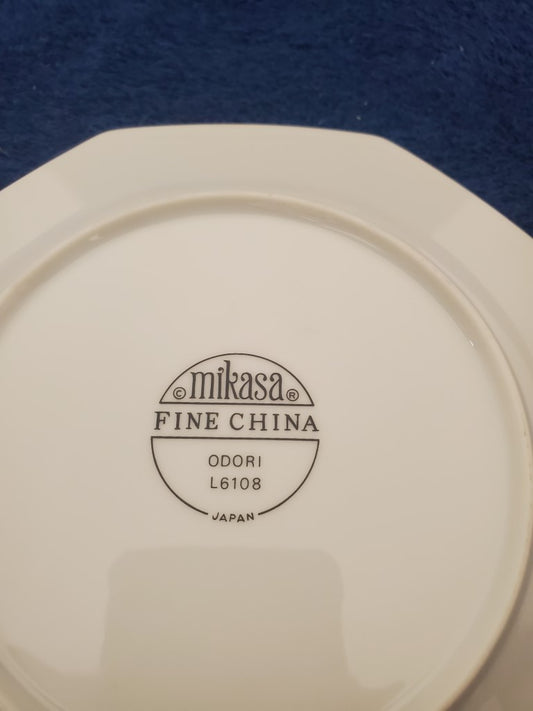 © mikasa ®
FINE CHINA
ODORI
L6108
JAPAN